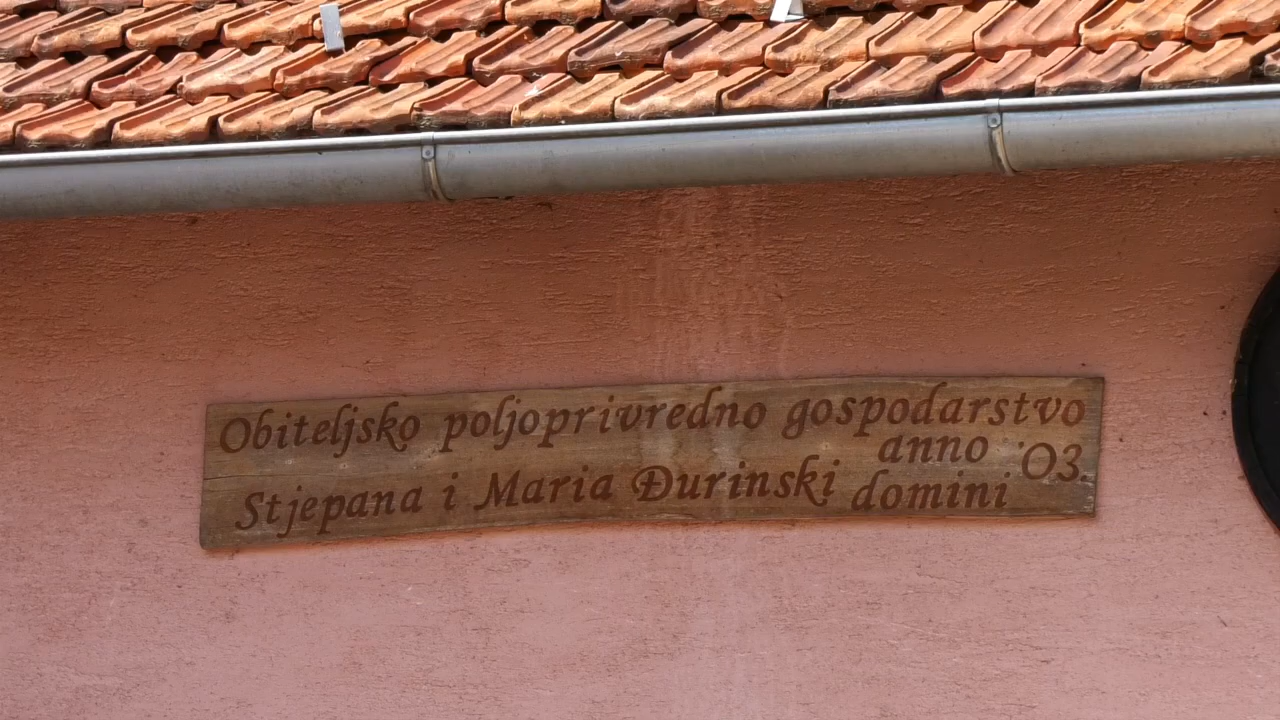 Obiteljsko poljoprivredno gospodarstvo
Stjepana i Maria Đurinski
anno
domini
'03.